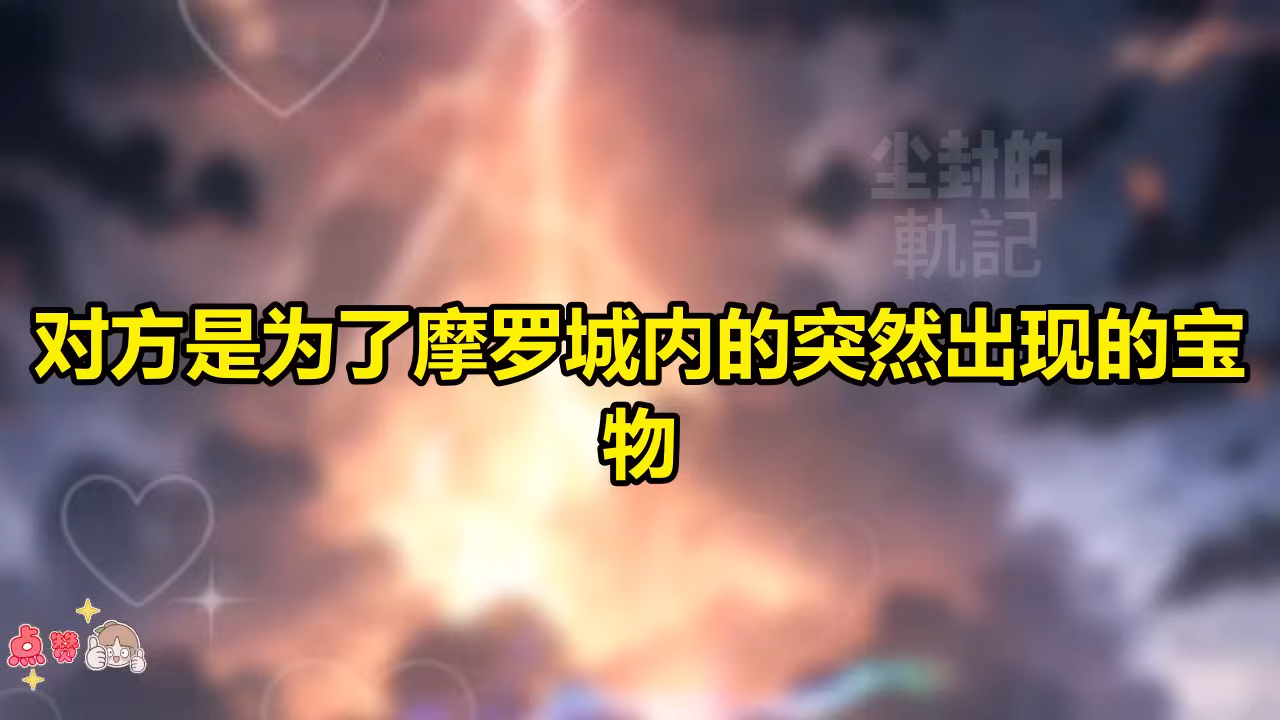 尘封的
軌記
对方是为了摩罗城内的突然出现的宝
物
点赞